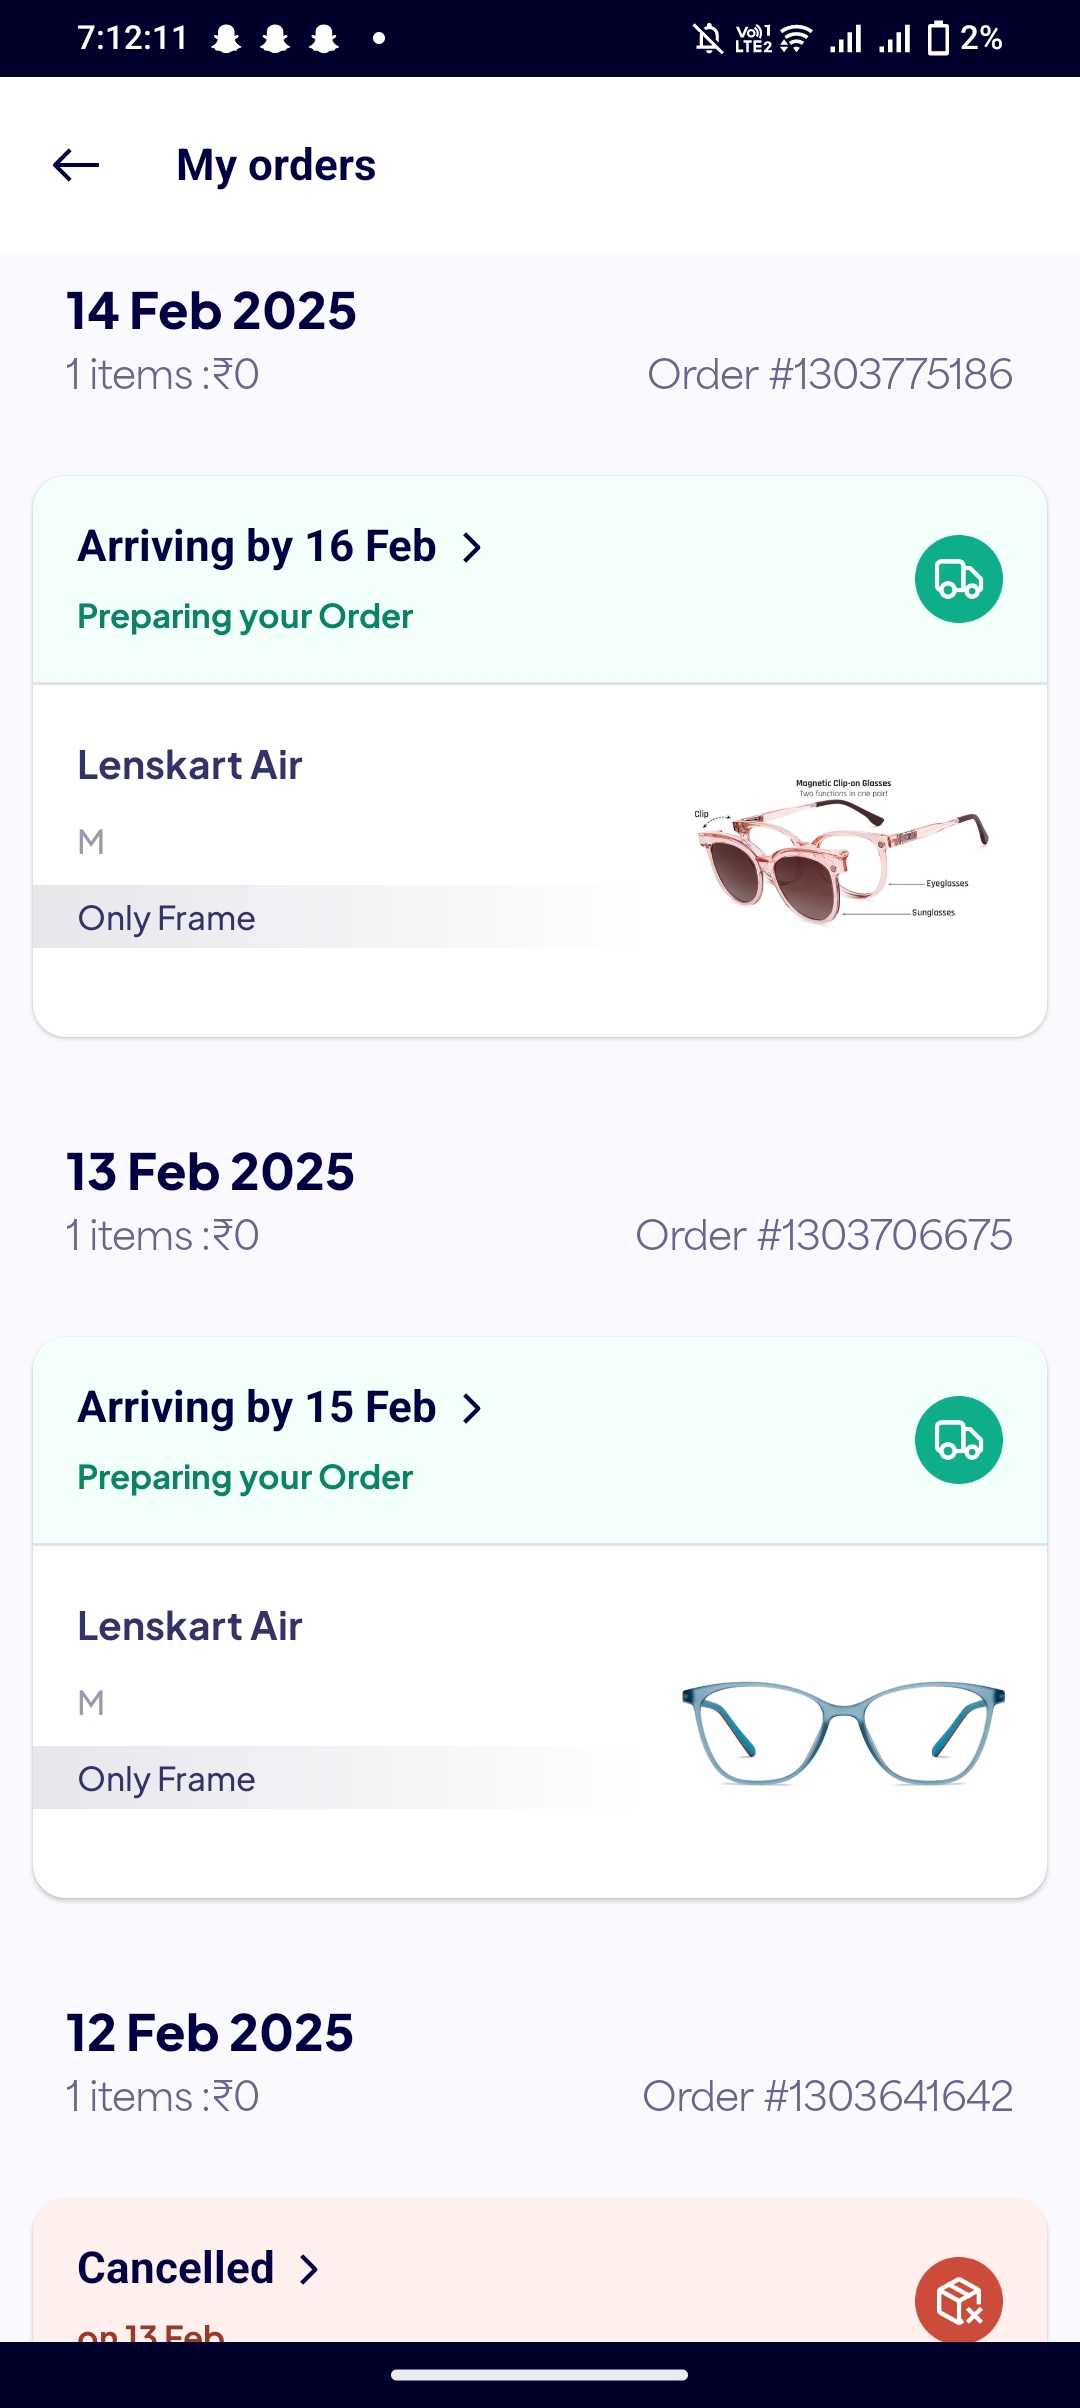 7:12:11
Vo)) 1
LTE2
2%
My orders
14 Feb 2025
1 items :₹0
Order #1303775186
Arriving by 16 Feb
Preparing your Order
Lenskart Air
M
Only Frame
Magnetic Clip-on Glasses
Two functions in one pair!
Clip
Eyeglasses
Sunglasses
13 Feb 2025
1 items :₹0
Order #1303706675
Arriving by 15 Feb
Preparing your Order
Lenskart Air
M
Only Frame
12 Feb 2025
1 items :₹0
Order #1303641642
Cancelled
on 13 Feb